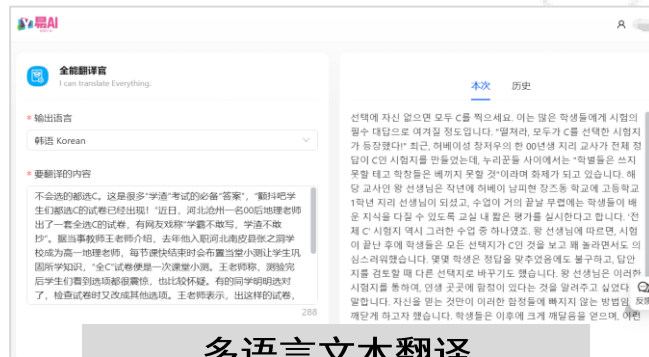 易AI
全能翻译官
I can translate Everything.
* 输出语言
韩语 Korean
* 要翻译的内容
不会选的都选C。这是很多“学渣”考试的必备“答案”，“颤抖吧学
生们都选C的试卷已经出现！”近日，河北沧州一名00后地理老师
出了一套全选C的试卷，有网友戏称“学霸不敢写，学渣不敢
抄”。据当事教师王老师介绍，去年他入职河北南皮县张之洞学
校成为高一地理老师，每节课快结束时会布置当堂小测让学生巩
固所学知识，“全C”试卷便是一次课堂小测。王老师称，测验完
后学生们看到选项都很震惊，也比较怀疑。有的同学明明选对
了，检查试卷时又改成其他选项。王老师表示，出这样的试卷，
288
本次 历史
선택에 자신 없으면 모두 C를 찍으세요. 이는 많은 학생들에게 시험의
필수 대답으로 여겨질 정도입니다. "떨져라, 모두가 C를 선택한 시험지
가 등장했다!" 최근, 허베이성 창저우의 한 00년생 지리 교사가 전체 정
답이 C인 시험지를 만들었는데, 누리꾼들 사이에서는 "학별들은 쓰지
못할 테고 학창들은 베끼지 못할 것"이라며 화제가 되고 있습니다. 해
당 교사인 왕 선생님은 작년에 허베이 남피현 장즈동 학교에 고등학교
1학년 지리 선생님이 되셨고, 수업이 거의 끝날 무렵에는 학생들이 배
운 지식을 다질 수 있도록 교실 내 짧은 평가를 실시한다고 합니다. '전
체 C' 시험지 역시 그러한 수업 중 하나였죠. 왕 선생님에 따르면, 시험
이 끝난 후에 학생들은 모든 선택지가 C인 것을 보고 꽤 놀라면서도 의
심스러워했습니다. 몇몇 학생은 정답을 맞추었음에도 불구하고, 답안
지를 검토할 때 다른 선택지로 바꾸기도 했습니다. 왕 선생님은 이러한
시험지를 통하여, 인생 곳곳에 함정이 있다는 것을 알려주고 싶었다
말합니다. 자신을 믿는 것만이 이러한 함정들에 빠지지 않는 방법임
깨닫게 하고자 했습니다. 학생들은 이후에 크게 깨달음을 얻으며, 이런
多语言文本翻译